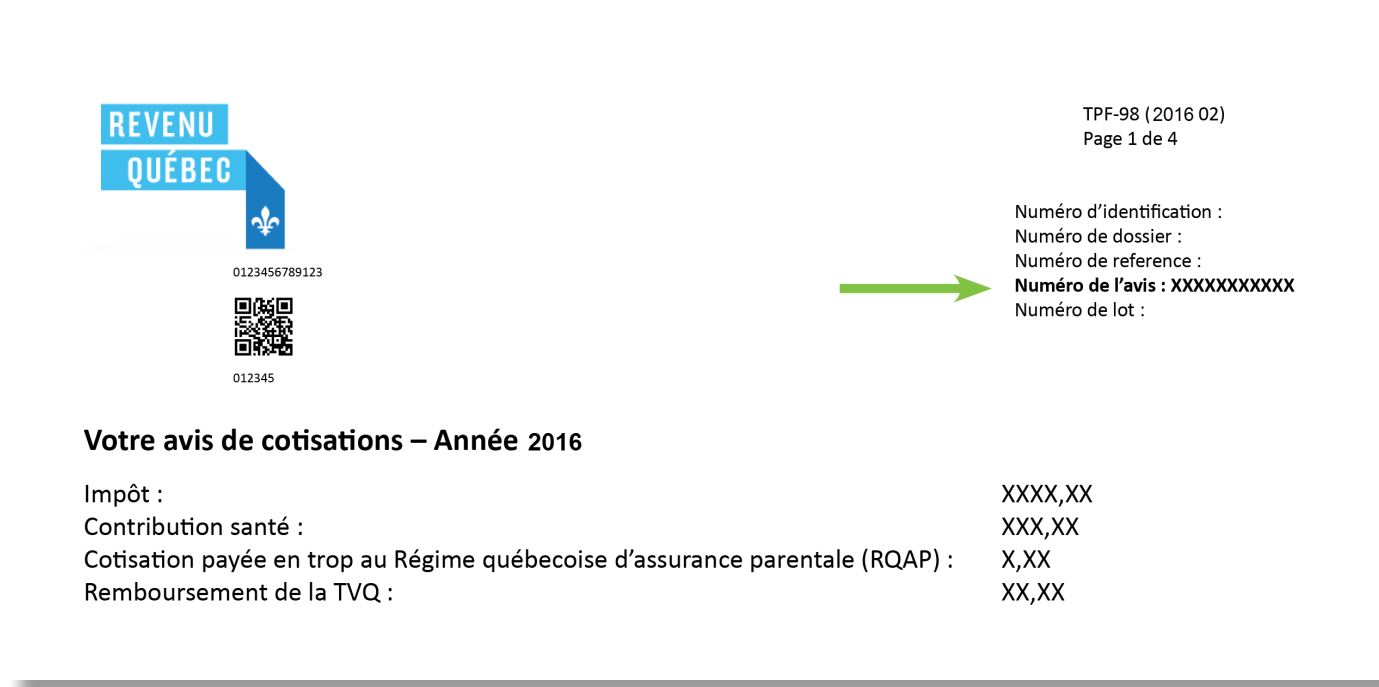 REVENU
QUÉBEC
TPF-98 (2016 02)
Page 1 de 4
Numéro d’identification :
Numéro de dossier :
Numéro de reference :
Numéro de l’avis : XXXXXXXXXXX
Numéro de lot :
0123456789123
012345
Votre avis de cotisations – Année 2016
Impôt : XXXX,XX
Contribution santé : XXX,XX
Cotisation payée en trop au Régime québecoise d’assurance parentale (RQAP) : X,XX
Remboursement de la TVQ : XX,XX